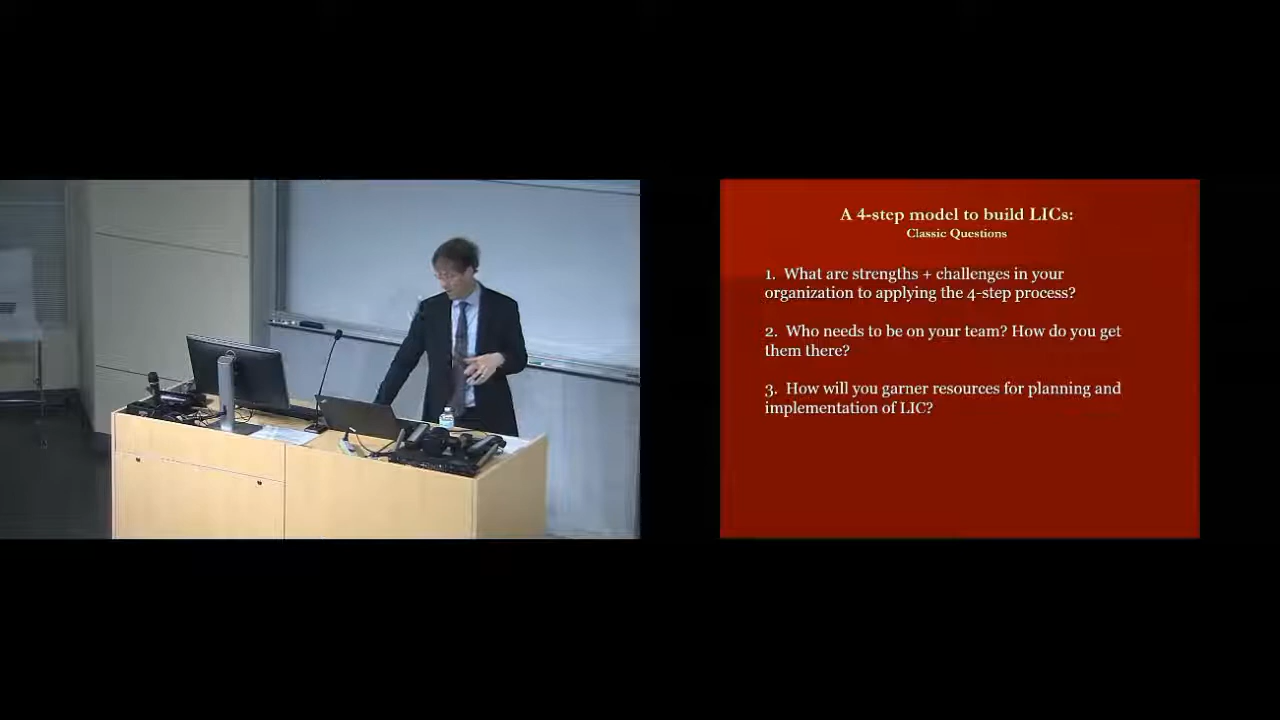 A 4-step model to build LICs:
Classic Questions
1. What are strengths + challenges in your
organization to applying the 4-step process?
2. Who needs to be on your team? How do you get
them there?
3. How will you garner resources for planning and
implementation of LIC?